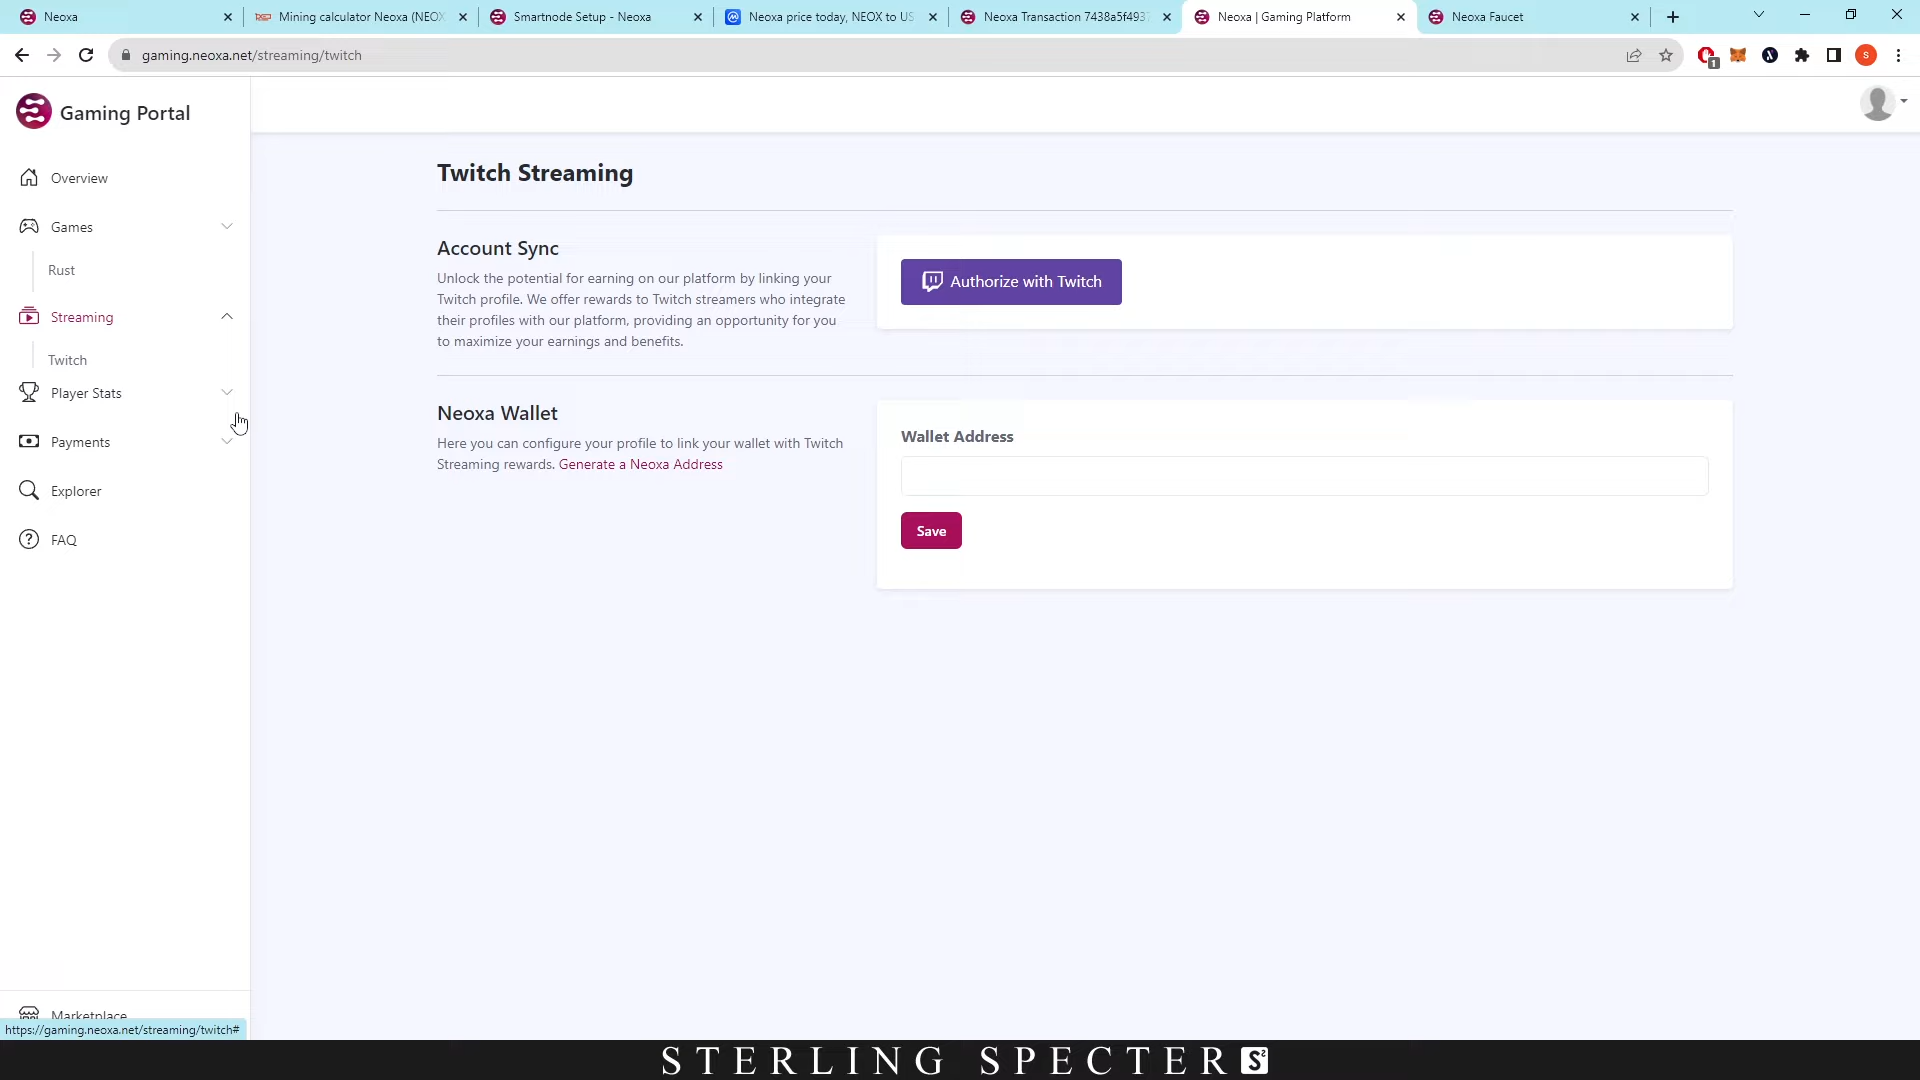 Neoxa
Mining calculator Neoxa (NEOX
Smartnode Setup - Neoxa
Neoxa price today, NEOX to US
Neoxa Transaction 7438a5f493
Neoxa | Gaming Platform
Neoxa Faucet
gaming.neoxa.net/streaming/twitch
1
S
Gaming Portal
Overview
Games
Rust
Streaming
Twitch
Player Stats
Payments
Explorer
FAQ
Marketplace
https://gaming.neoxa.net/streaming/twitch#
Twitch Streaming
Account Sync
Unlock the potential for earning on our platform by linking your
Twitch profile. We offer rewards to Twitch streamers who integrate
their profiles with our platform, providing an opportunity for you
to maximize your earnings and benefits.
Authorize with Twitch
Neoxa Wallet
Here you can configure your profile to link your wallet with Twitch
Streaming rewards. Generate a Neoxa Address
Wallet Address
Save
STERLING SPECTER S²